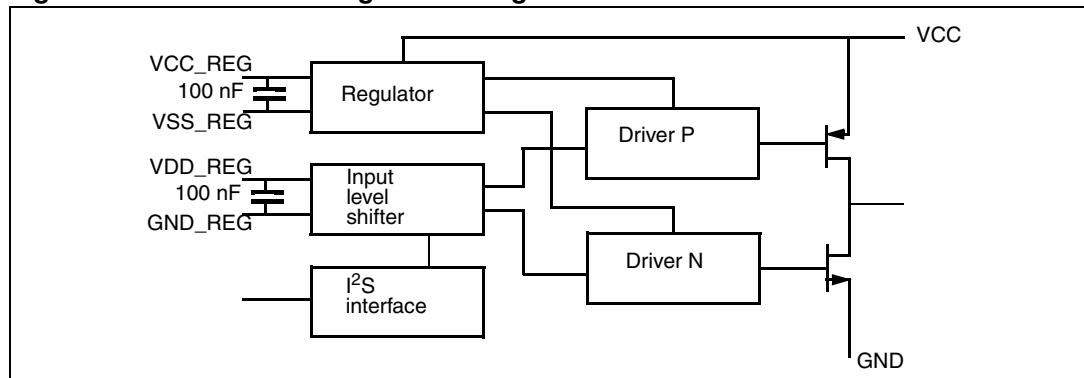 VCC
VCC_REG
100 nF
VSS_REG
Regulator
Driver P
VDD_REG
100 nF
GND_REG
Input
level
shifter
Driver N
I²S
interface
GND